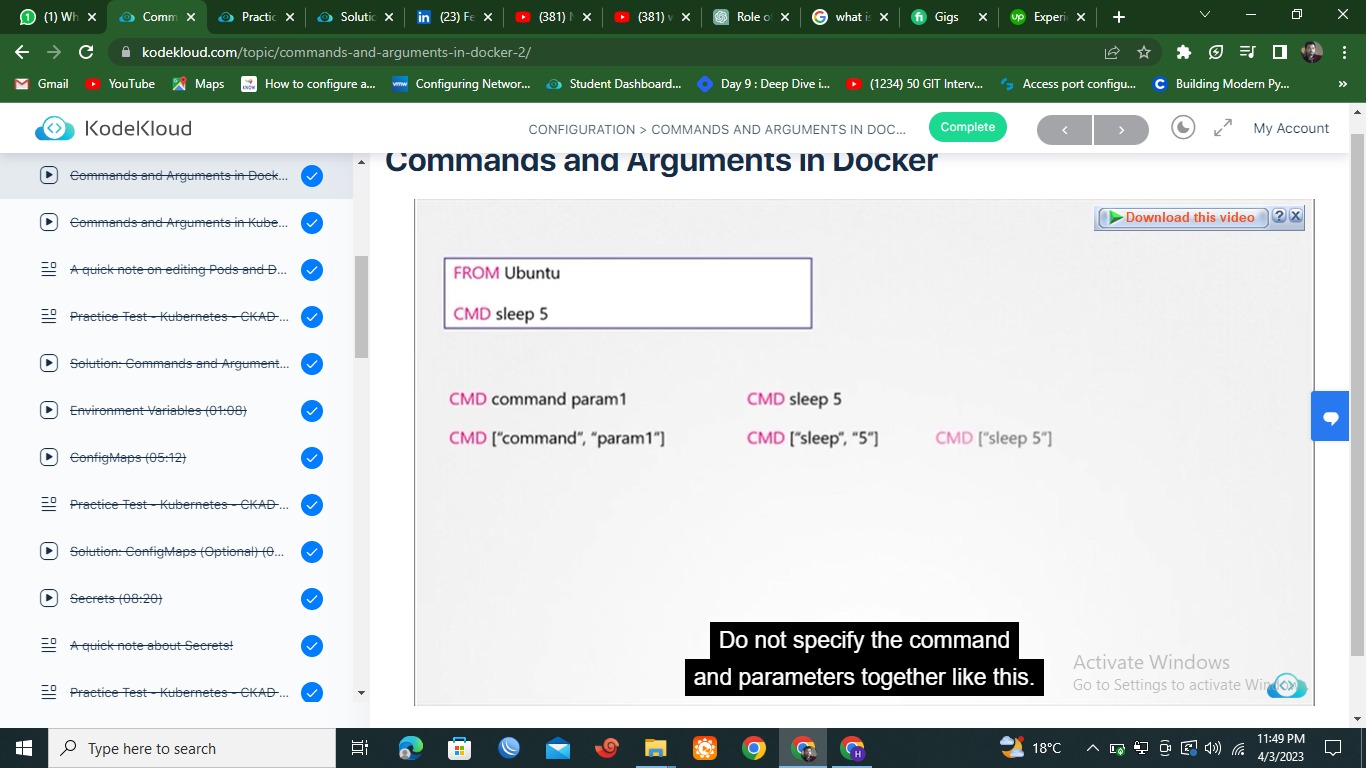 (1) Wh
Comm
Practic
Solutic
(23) Fe
(381) N
(381) v
Role o
what is
Gigs
Experi
kodekloud.com/topic/commands-and-arguments-in-docker-2/
Gmail
YouTube
Maps
How to configure a...
Configuring Networ...
Student Dashboard...
Day 9 : Deep Dive i...
(1234) 50 GIT Interv...
Access port configu...
Building Modern Py...
KodeKloud
CONFIGURATION > COMMANDS AND ARGUMENTS IN DOC...
Complete
My Account
Commands and Arguments in Dock...
Commands and Arguments in Kube...
A quick note on editing Pods and D...
Practice Test - Kubernetes - CKAD ...
Solution: Commands and Argument...
Environment Variables (01:08)
ConfigMaps (05:12)
Practice Test - Kubernetes - CKAD ...
Solution: ConfigMaps (Optional) (0...
Secrets (08:20)
A quick note about Secrets!
Practice Test - Kubernetes - CKAD ...
Commands and Arguments in Docker
Download this video
FROM Ubuntu
CMD sleep 5
CMD command param1
CMD sleep 5
CMD [“command”, “param1”]
CMD [“sleep”, “5”]
CMD [“sleep 5”]
Do not specify the command
and parameters together like this.
Activate Windows
Go to Settings to activate
Type here to search
18°C
11:49 PM
4/3/2023